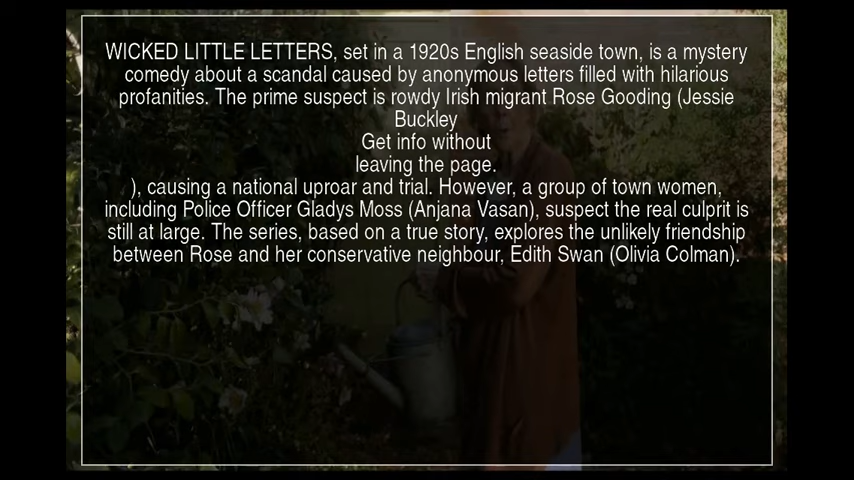 WICKED LITTLE LETTERS, set in a 1920s English seaside town, is a mystery
comedy about a scandal caused by anonymous letters filled with hilarious
profanities. The prime suspect is rowdy Irish migrant Rose Gooding (Jessie
Buckley
Get info without
leaving the page.
), causing a national uproar and trial. However, a group of town women,
including Police Officer Gladys Moss (Anjana Vasan), suspect the real culprit is
still at large. The series, based on a true story, explores the unlikely friendship
between Rose and her conservative neighbour, Edith Swan (Olivia Colman).